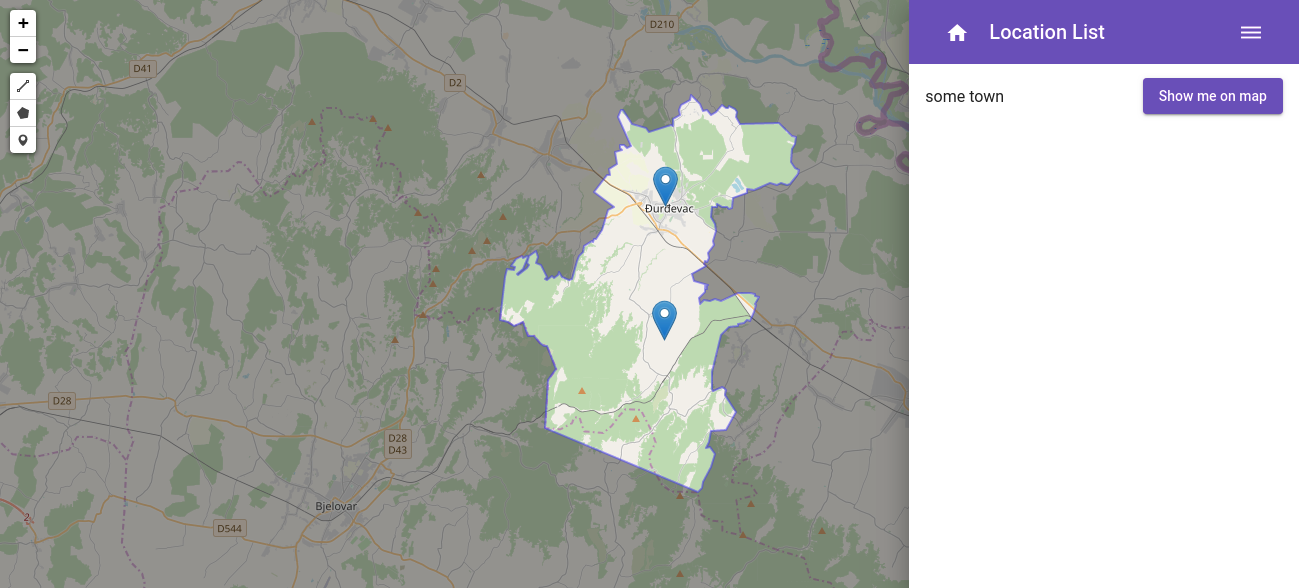 +
−
D210
D41
D2
Đurđevac
D28
D28
D43
Bjelovar
D544
2
Location List
some town
Show me on map